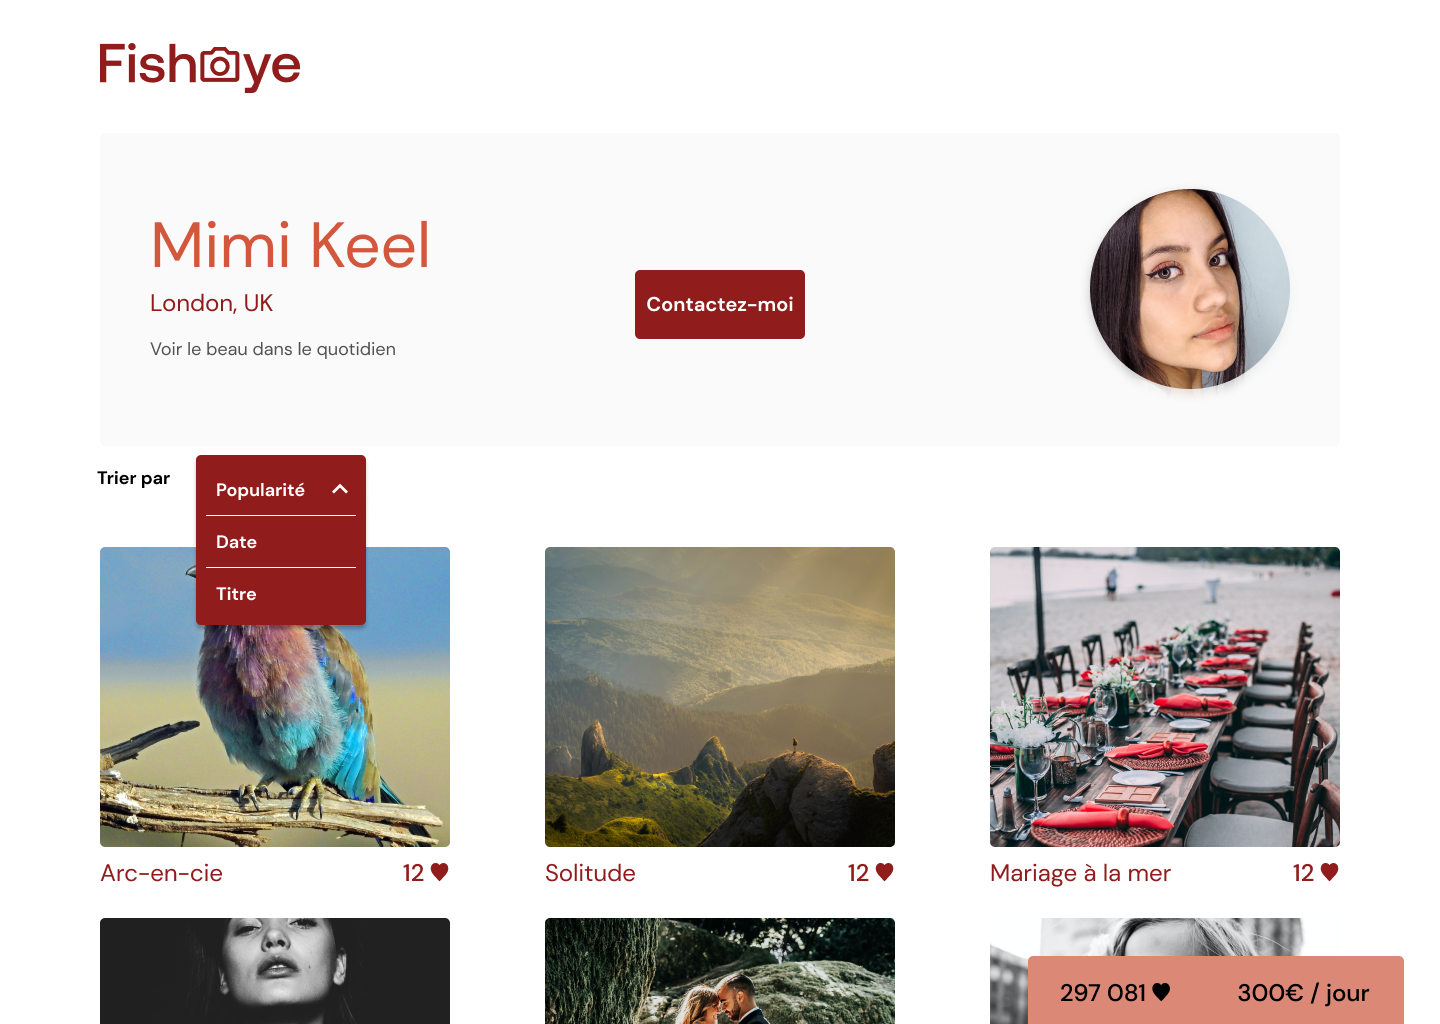 Fisheye
Mimi Keel
London, UK
Voir le beau dans le quotidien
Contactez-moi
Trier par
Popularité
Date
Titre
Arc-en-cie
12
Solitude
12
Mariage à la mer
12
297 081
300€ / jour